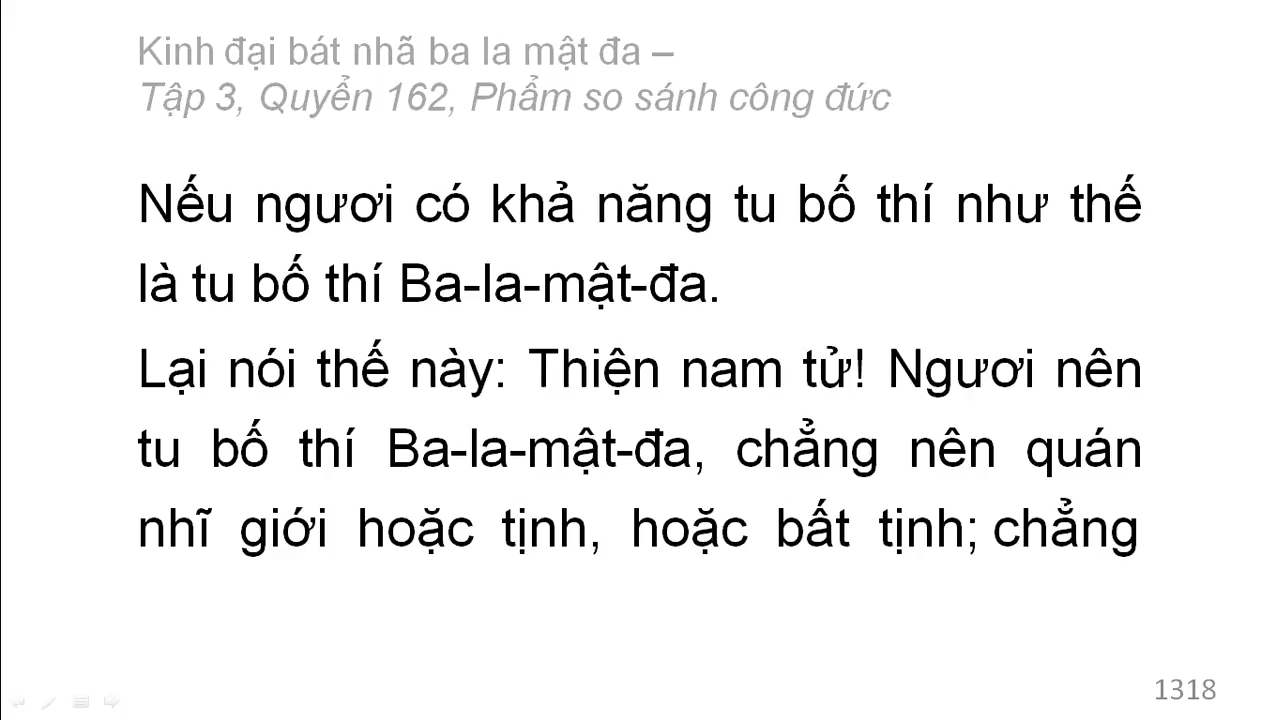 Kinh đại bát nhã ba la mật đa –
Tập 3, Quyển 162, Phẩm so sánh công đức
Nếu ngươi có khả năng tu bố thí như thế
là tu bố thí Ba-la-mật-đa.
Lại nói thế này: Thiện nam tử! Ngươi nên
tu bố thí Ba-la-mật-đa, chẳng nên quán
nhĩ giới hoặc tịnh, hoặc bất tịnh; chẳng
1318